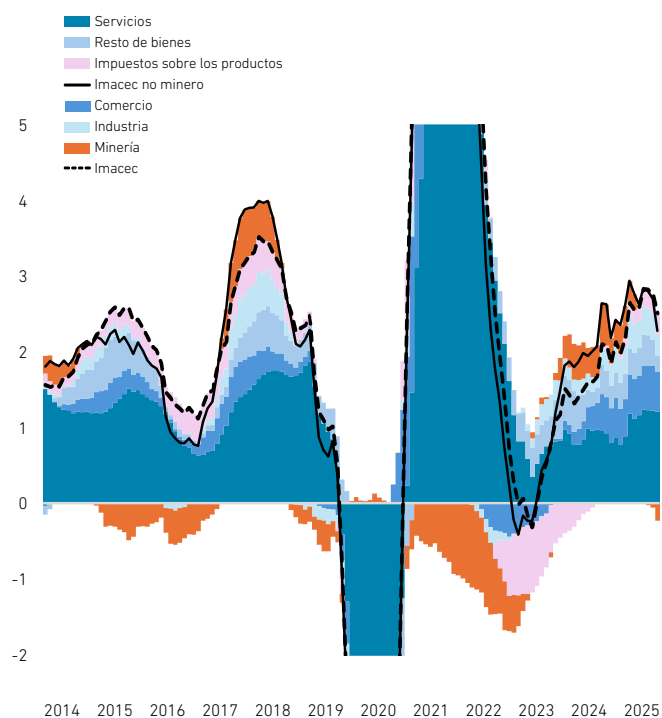 Servicios
Resto de bienes
Impuestos sobre los productos
Imacec no minero
Comercio
Industria
Minería
Imacec
5
4
3
2
1
0
-1
-2
2014 2015 2016 2017 2018 2019 2020 2021 2022 2023 2024 2025